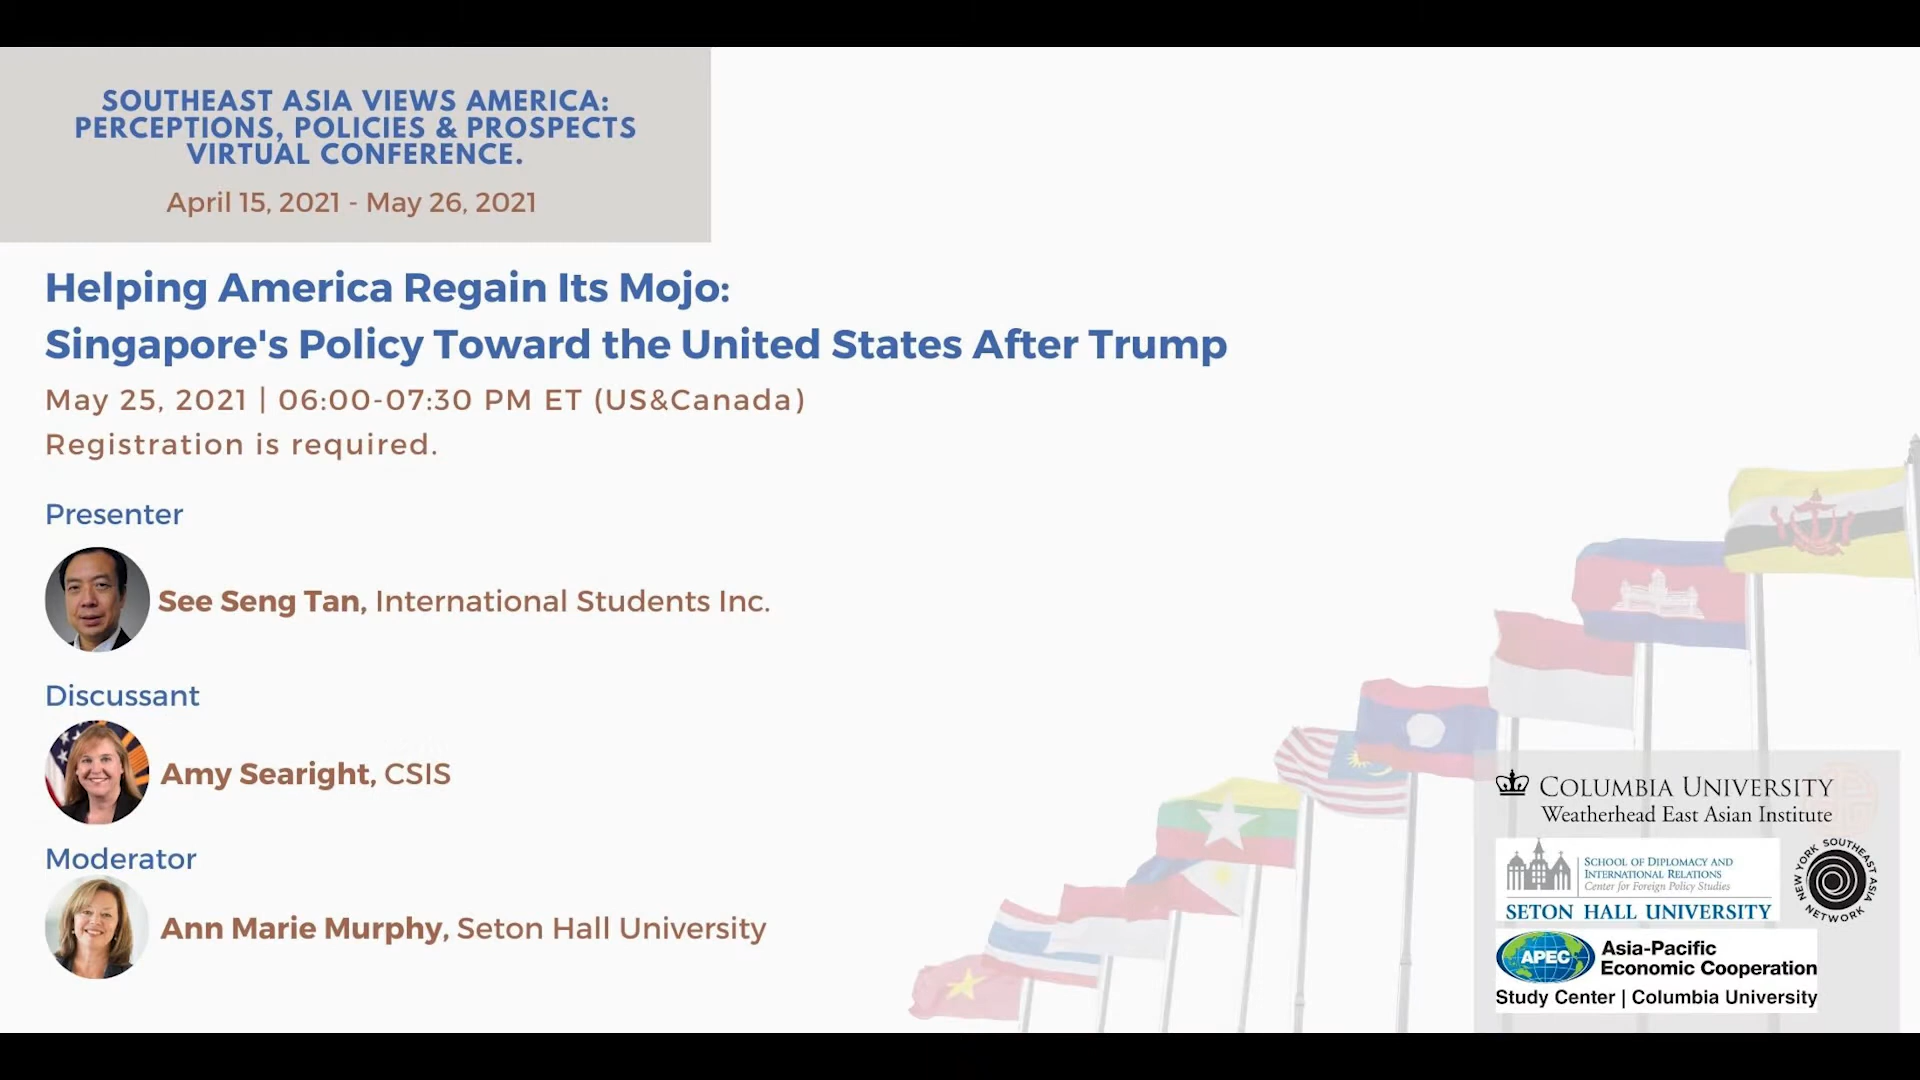 SOUTHEAST ASIA VIEWS AMERICA:
PERCEPTIONS, POLICIES & PROSPECTS
VIRTUAL CONFERENCE.
April 15, 2021 - May 26, 2021
Helping America Regain Its Mojo:
Singapore's Policy Toward the United States After Trump
May 25, 2021 | 06:00-07:30 PM ET (US&Canada)
Registration is required.
Presenter
See Seng Tan, International Students Inc.
Discussant
Amy Searight, CSIS
Moderator
Ann Marie Murphy, Seton Hall University
COLUMBIA UNIVERSITY
Weatherhead East Asian Institute
SCHOOL OF DIPLOMACY AND
INTERNATIONAL RELATIONS
Center for Foreign Policy Studies
SETON HALL UNIVERSITY
NEW YORK SOUTHEAST ASIA NETWORK
APEC
Asia-Pacific
Economic Cooperation
Study Center | Columbia University